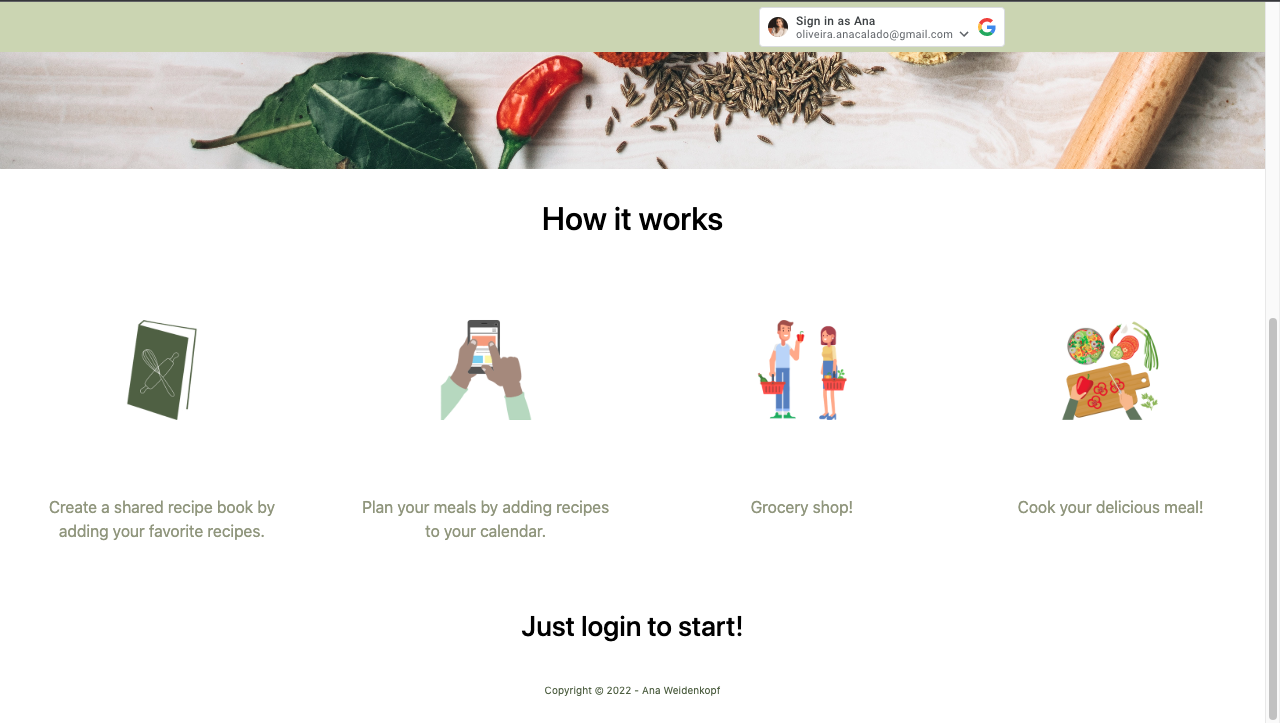 Sign in as Ana
oliveira.anacalado@gmail.com
How it works
Create a shared recipe book by
adding your favorite recipes.
Plan your meals by adding recipes
to your calendar.
Grocery shop!
Cook your delicious meal!
Just login to start!
Copyright © 2022 - Ana Weidenkopf